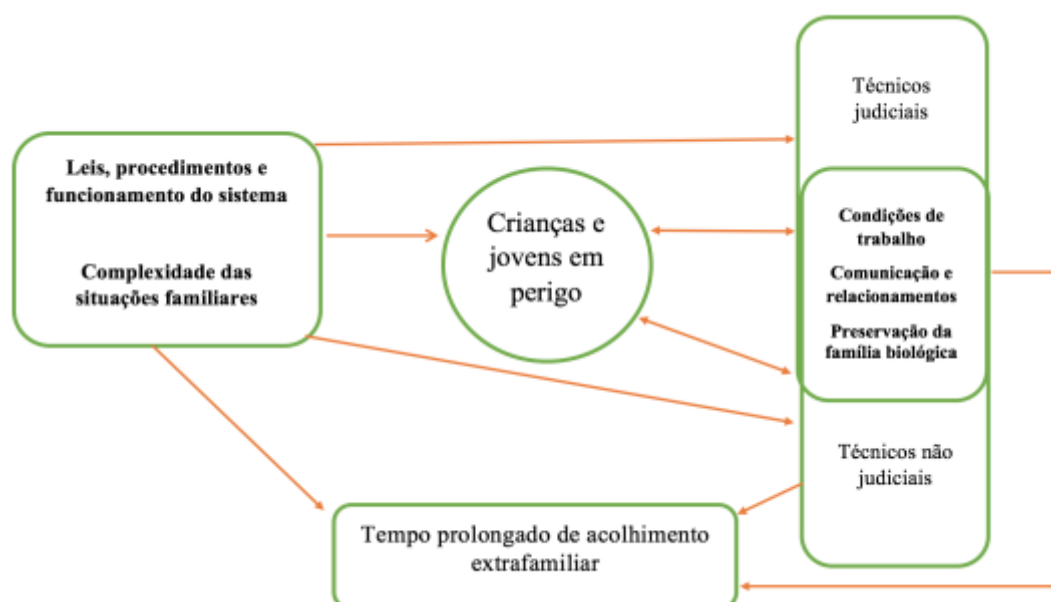 Leis, procedimentos e
funcionamento do sistema
Complexidade das
situações familiares
Crianças e
jovens em
perigo
Técnicos
judiciais
Condições de
trabalho
Comunicação e
relacionamentos
Preservação da
família biológica
Técnicos não
judiciais
Tempo prolongado de acolhimento
extrafamiliar